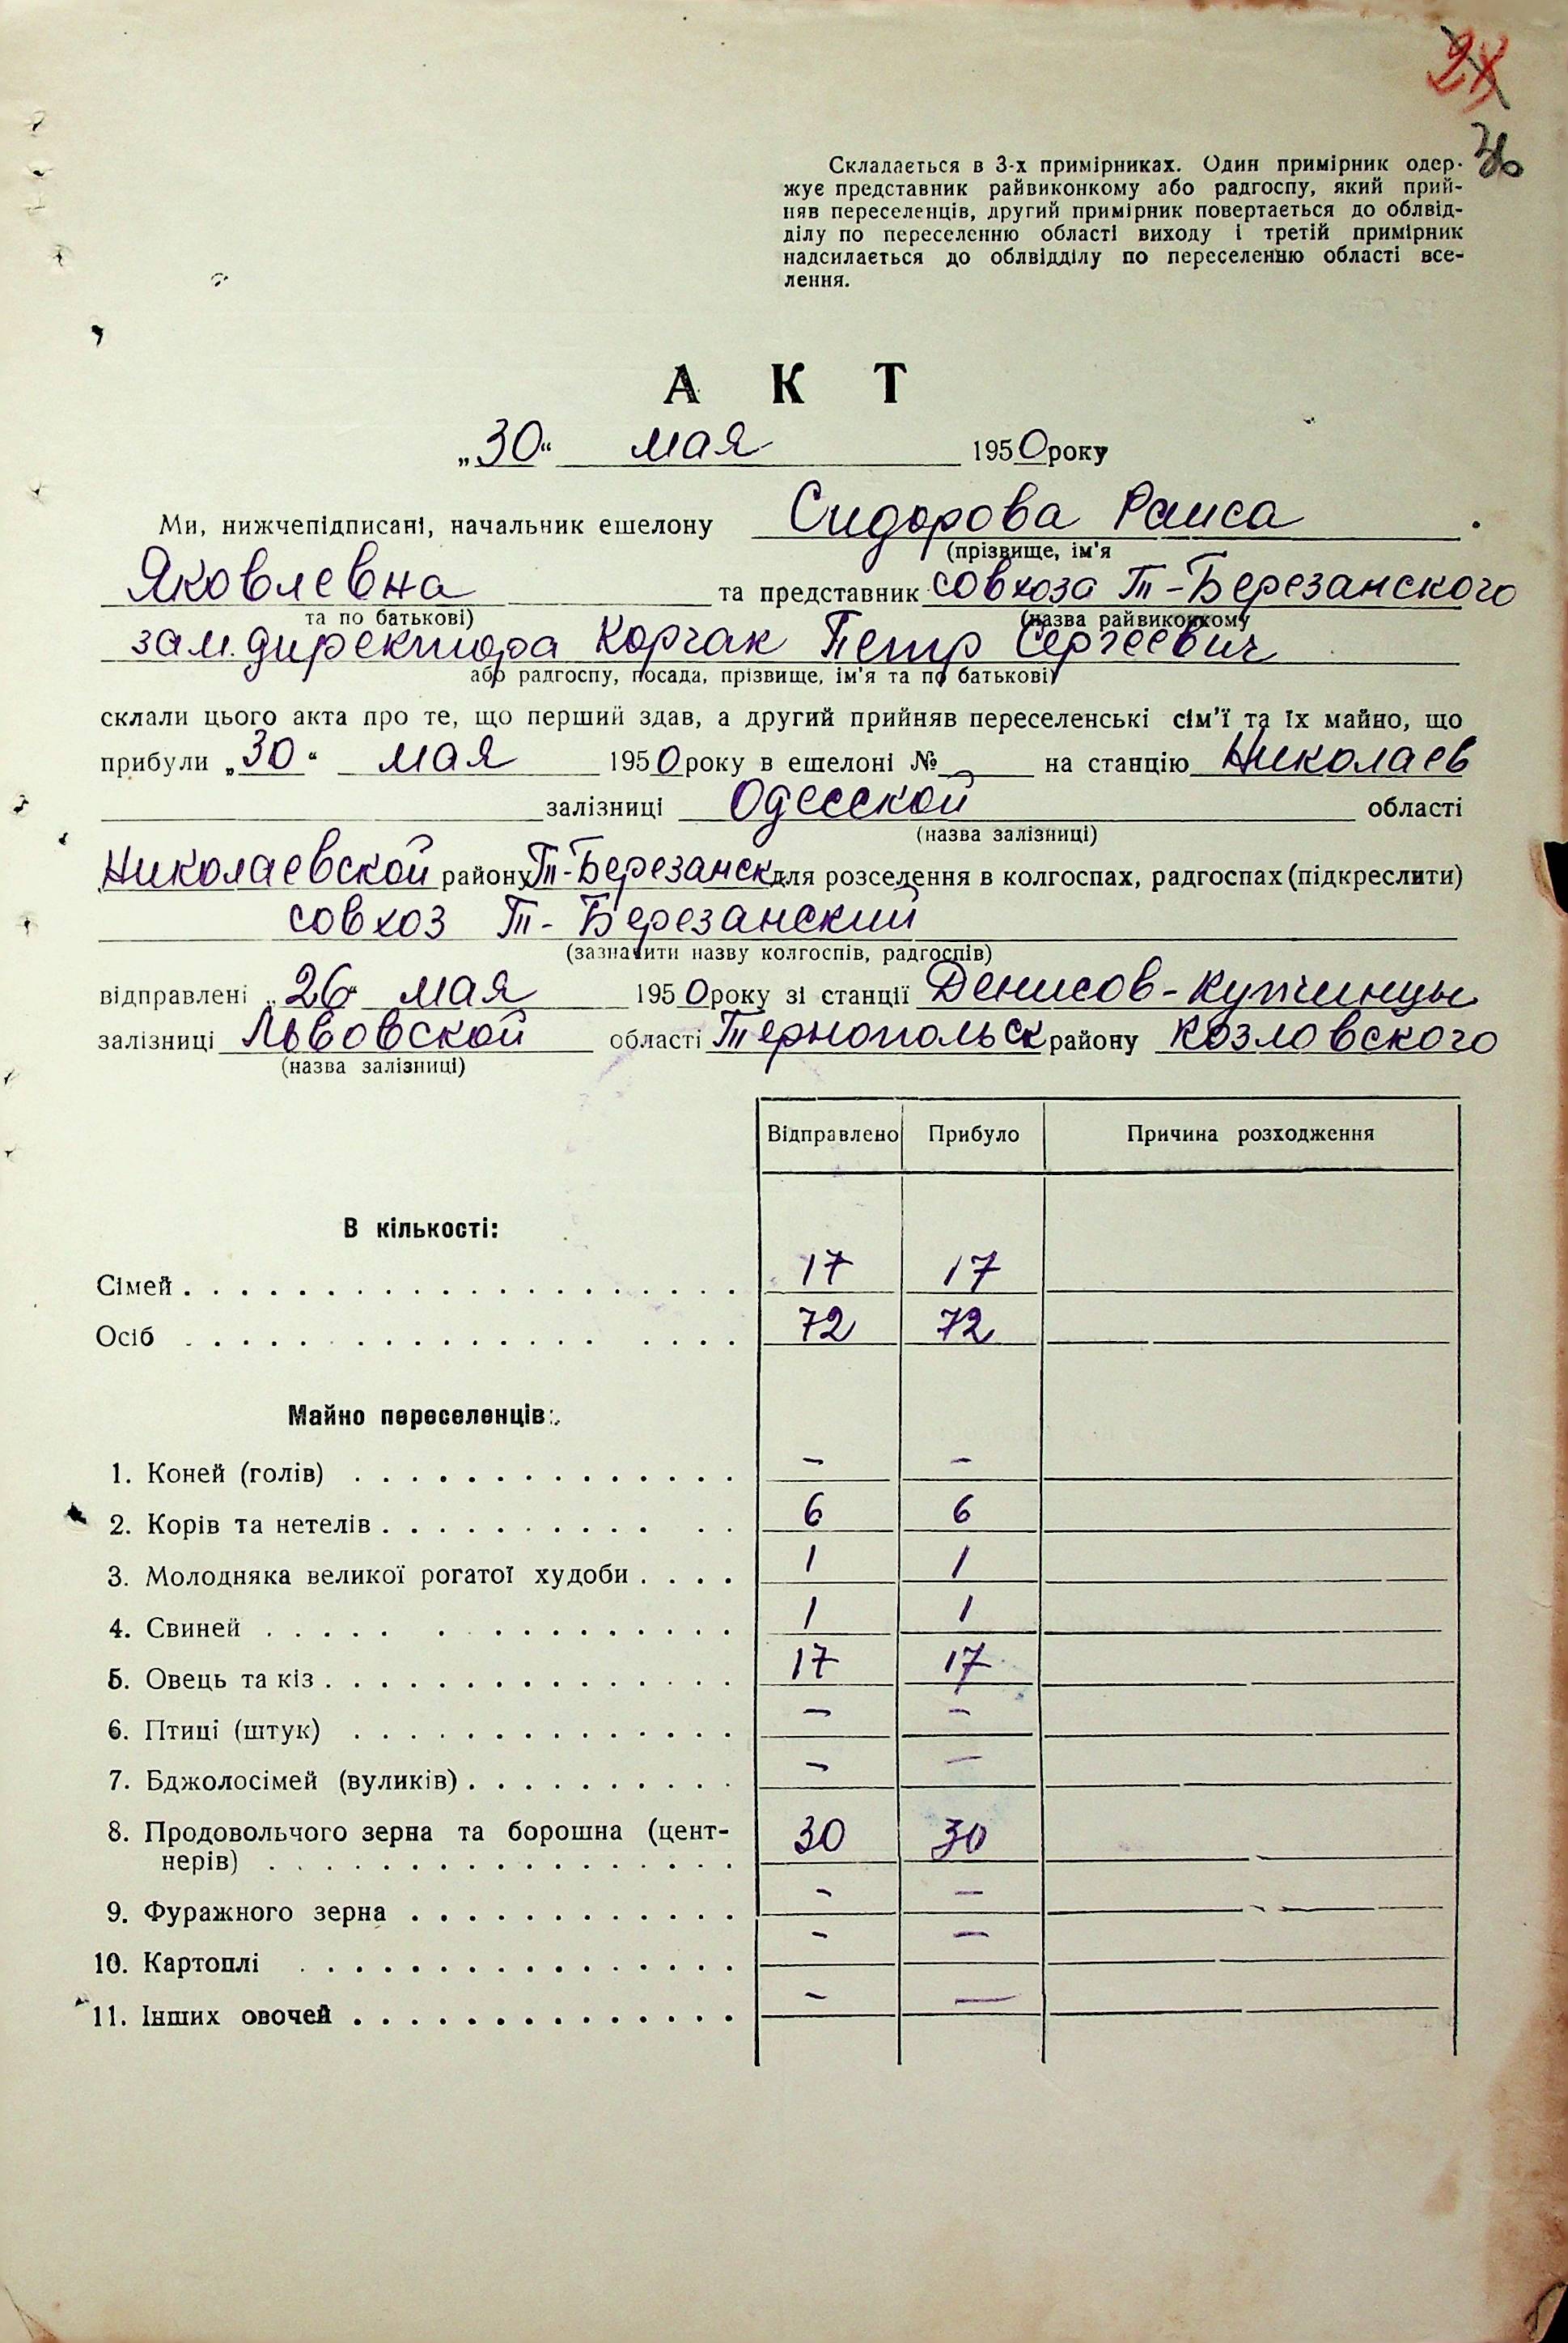 24
36
Складається в 3-х примірниках. Один примірник одер-
жує представник райвиконкому або радгоспу, який прий-
няв переселенців, другий примірник повертається до облвід-
ділу по переселенню області виходу і третій примірник
надсилається до облвідділу по переселенню області все-
лення.
АКТ
„30“ мая 1950 року
Ми, нижчепідписані, начальник ешелону Сидорова Раиса
(прізвище, ім'я
Яковлевна та представник совхоза Т-Березанского
та по батькові) (назва райвиконкому
зам. директора Корчак Петр Сергеевич
або радгоспу, посада, прізвище, ім'я та по батькові)
склали цього акта про те, що перший здав, а другий прийняв переселенські сім'ї та їх майно, що
прибули „30“ мая 1950 року в ешелоні № на станцію Николаев
залізниці Одесской області
(назва залізниці)
Николаевской району Т-Березанск для розселення в колгоспах, радгоспах (підкреслити)
совхоз Т-Березанский
(зазначити назву колгоспів, радгоспів)
відправлені „26“ мая 1950 року зі станції Денисов-Купчинцы
залізниці Львовской області Тернопольск району Козловского
(назва залізниці)
Відправлено Прибуло Причина розходження
В кількості:
Сімей 17 17
Осіб 72 72
Майно переселенців:
1. Коней (голів) - -
2. Корів та нетелів 6 6
3. Молодняка великої рогатої худоби 1 1
4. Свиней 1 1
5. Овець та кіз 17 17
6. Птиці (штук) - -
7. Бджолосімей (вуликів) - -
8. Продовольчого зерна та борошна (цент-
нерів) 30 30
9. Фуражного зерна - -
10. Картоплі - -
11. Інших овочей - -